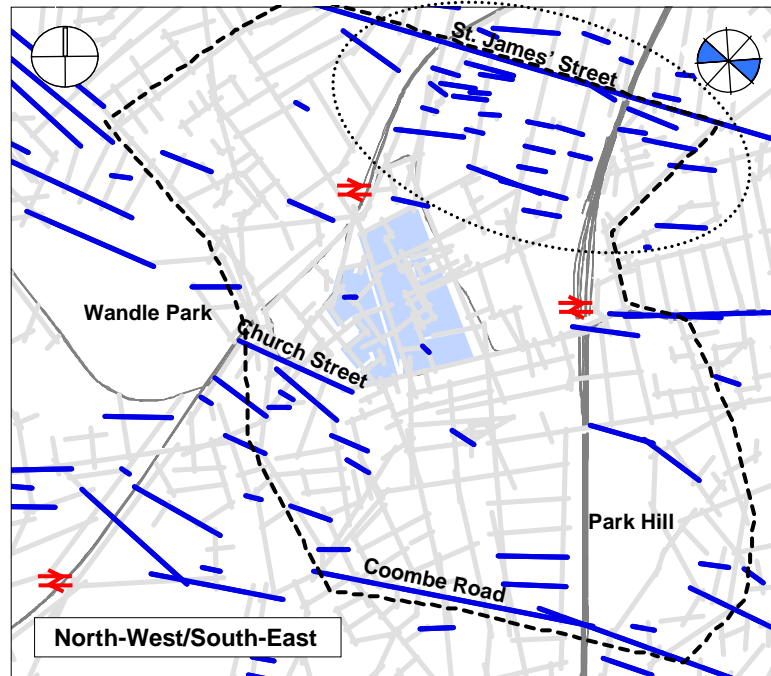 St. James' Street
Wandle Park
Church Street
Park Hill
Coombe Road
North-West/South-East